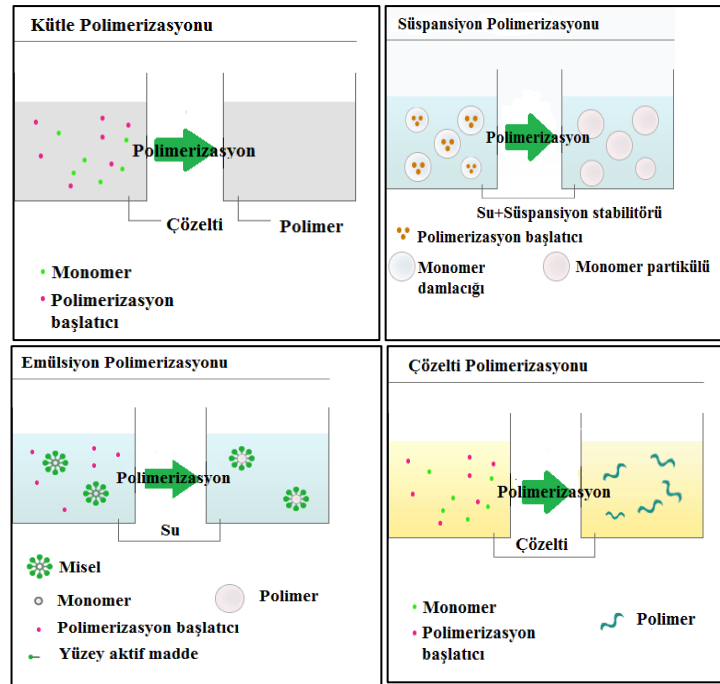 Kütle Polimerizasyonu
Polimerizasyon
Çözelti
Polimer
Monomer
Polimerizasyon
başlatıcı
Süspansiyon Polimerizasyonu
Polimerizasyon
Su+Süspansiyon stabilitörü
Polimerizasyon başlatıcı
Monomer
damlacığı
Monomer partikülü
Emülsiyon Polimerizasyonu
Polimerizasyon
Su
Misel
Monomer
Polimer
Polimerizasyon başlatıcı
Yüzey aktif madde
Çözelti Polimerizasyonu
Polimerizasyon
Çözelti
Monomer
Polimerizasyon
başlatıcı
Polimer